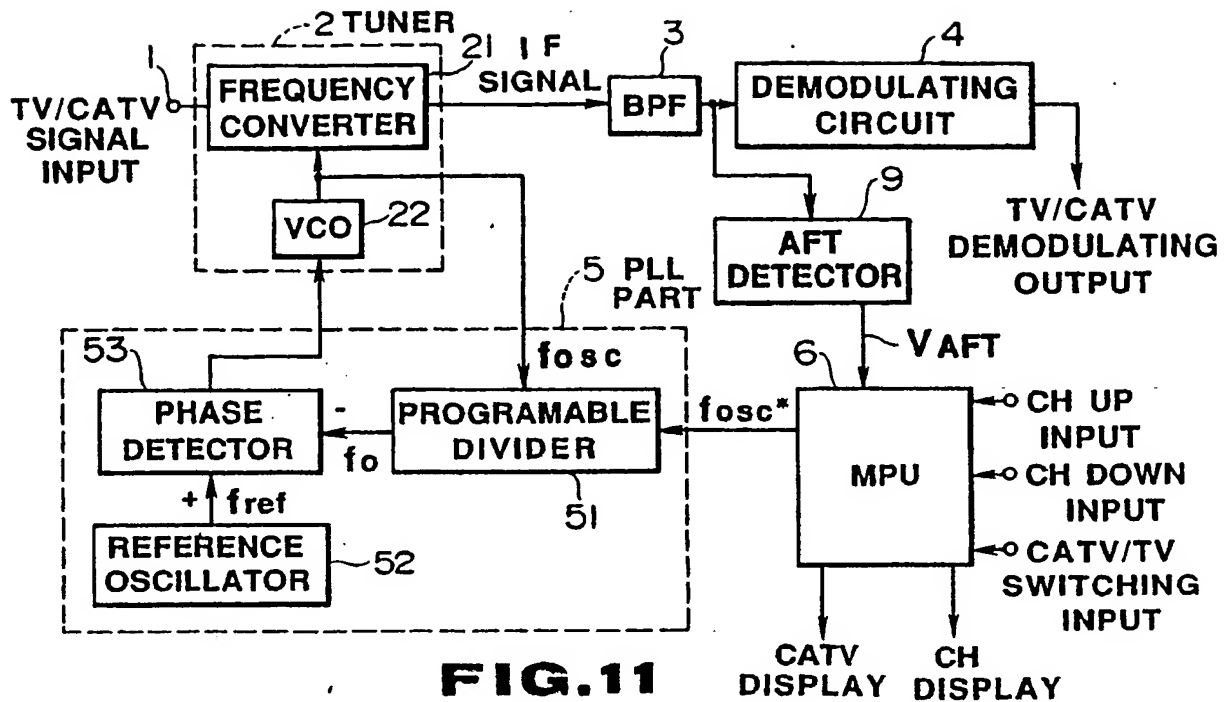 2 TUNER
1
TV/CATV
SIGNAL
INPUT
21
FREQUENCY
CONVERTER
IF
SIGNAL
3
BPF
4
DEMODULATING
CIRCUIT
VCO
22
9
AFT
DETECTOR
TV/CATV
DEMODULATING
OUTPUT
5 PLL
PART
VAFT
53
PHASE
DETECTOR
-
fo
fosc
PROGRAMABLE
DIVIDER
51
fosc*
6
MPU
CH UP
INPUT
CH DOWN
INPUT
CATV/TV
SWITCHING
INPUT
+ fref
REFERENCE
OSCILLATOR
52
CATV
DISPLAY
CH
DISPLAY
FIG.11